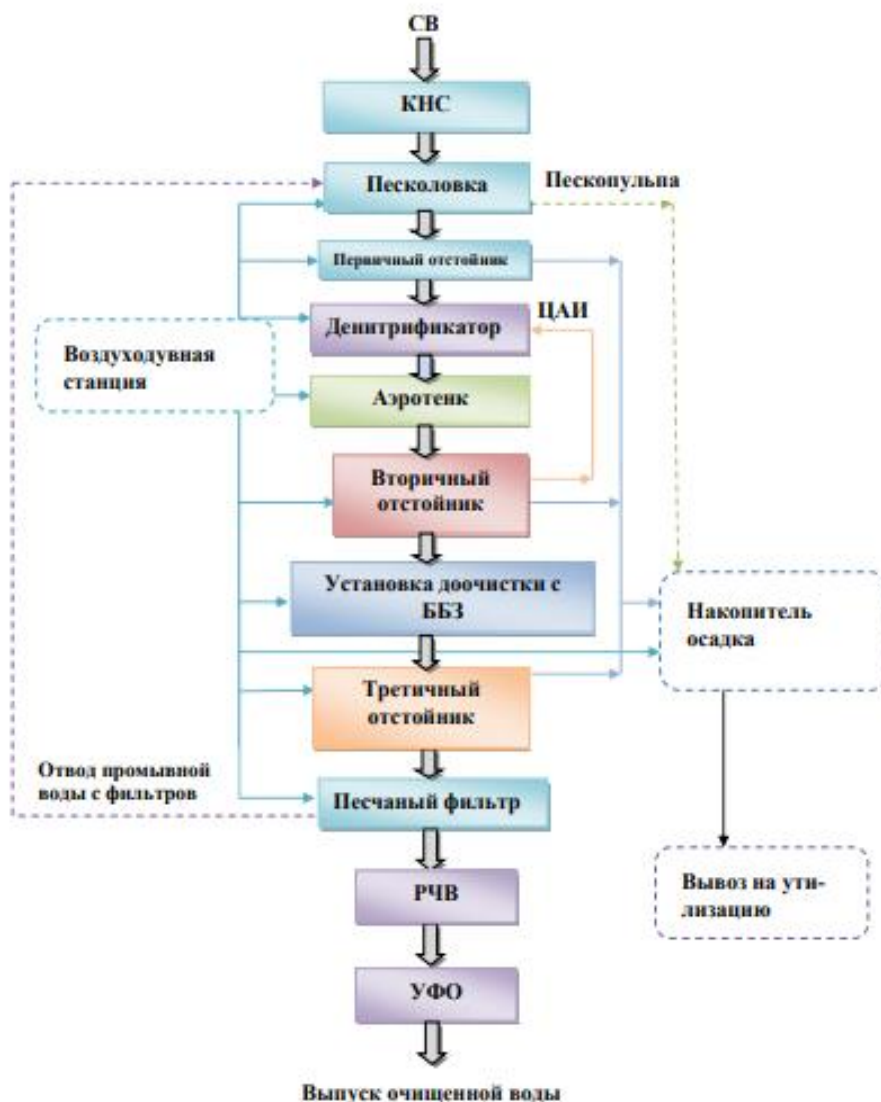 СВ
КНС
Песколовка
Пескопульпа
Первичный отстойник
Денитрификатор
ЦАИ
Воздуходувная
станция
Аэротенк
Вторичный
отстойник
Установка доочистки с
ББЗ
Накопитель
осадка
Третичный
отстойник
Отвод промывной
воды с фильтров
Песчаный фильтр
РЧВ
Вывоз на ути-
лизацию
УФО
Выпуск очищенной воды